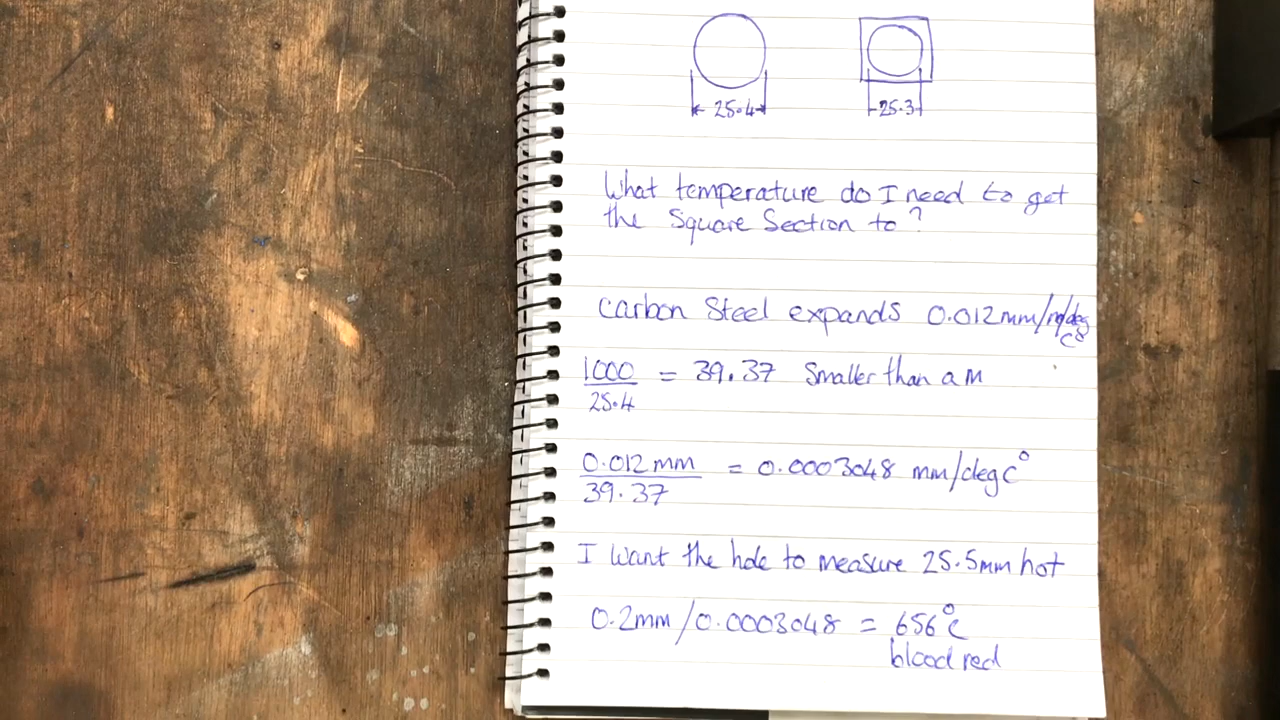 25.4 25.3
What temperature do I need to get
the Square Section to?
Carbon Steel expands 0.012mm/m/deg
c°
1000 = 39.37 Smaller than a M
25.4
0.012mm = 0.0003048 mm/deg c°
39.37
I want the hole to measure 25.5mm hot
0.2mm/0.0003048 = 656°c
blood red